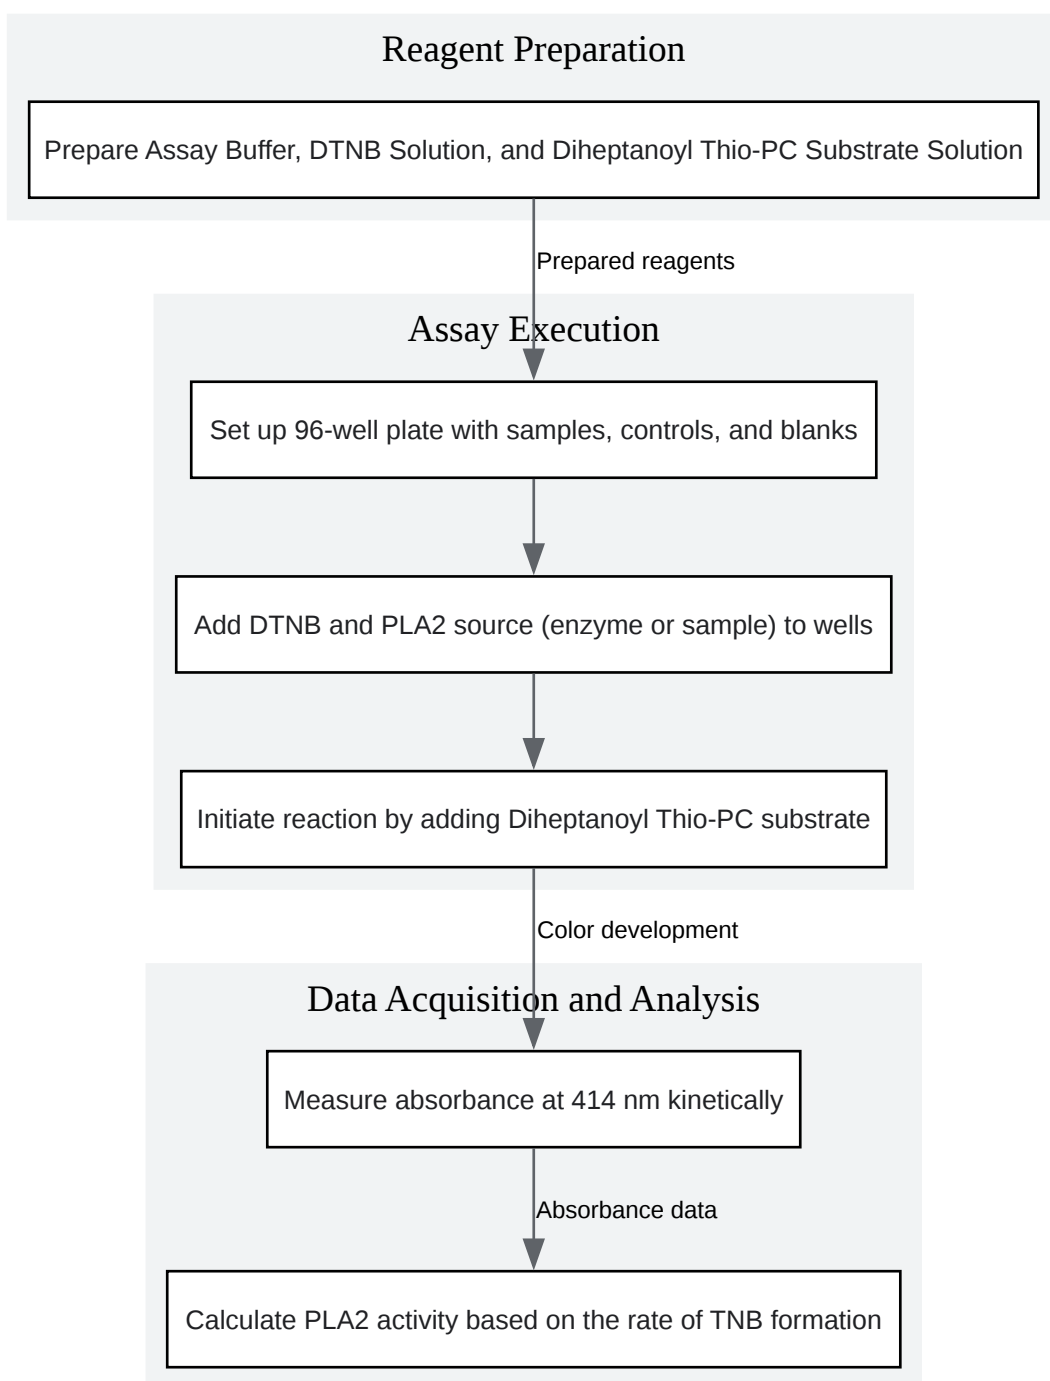 Reagent Preparation
Prepare Assay Buffer, DTNB Solution, and Diheptanoyl Thio-PC Substrate Solution
Prepared reagents
Assay Execution
Set up 96-well plate with samples, controls, and blanks
Add DTNB and PLA2 source (enzyme or sample) to wells
Initiate reaction by adding Diheptanoyl Thio-PC substrate
Color development
Data Acquisition and Analysis
Measure absorbance at 414 nm kinetically
Absorbance data
Calculate PLA2 activity based on the rate of TNB formation